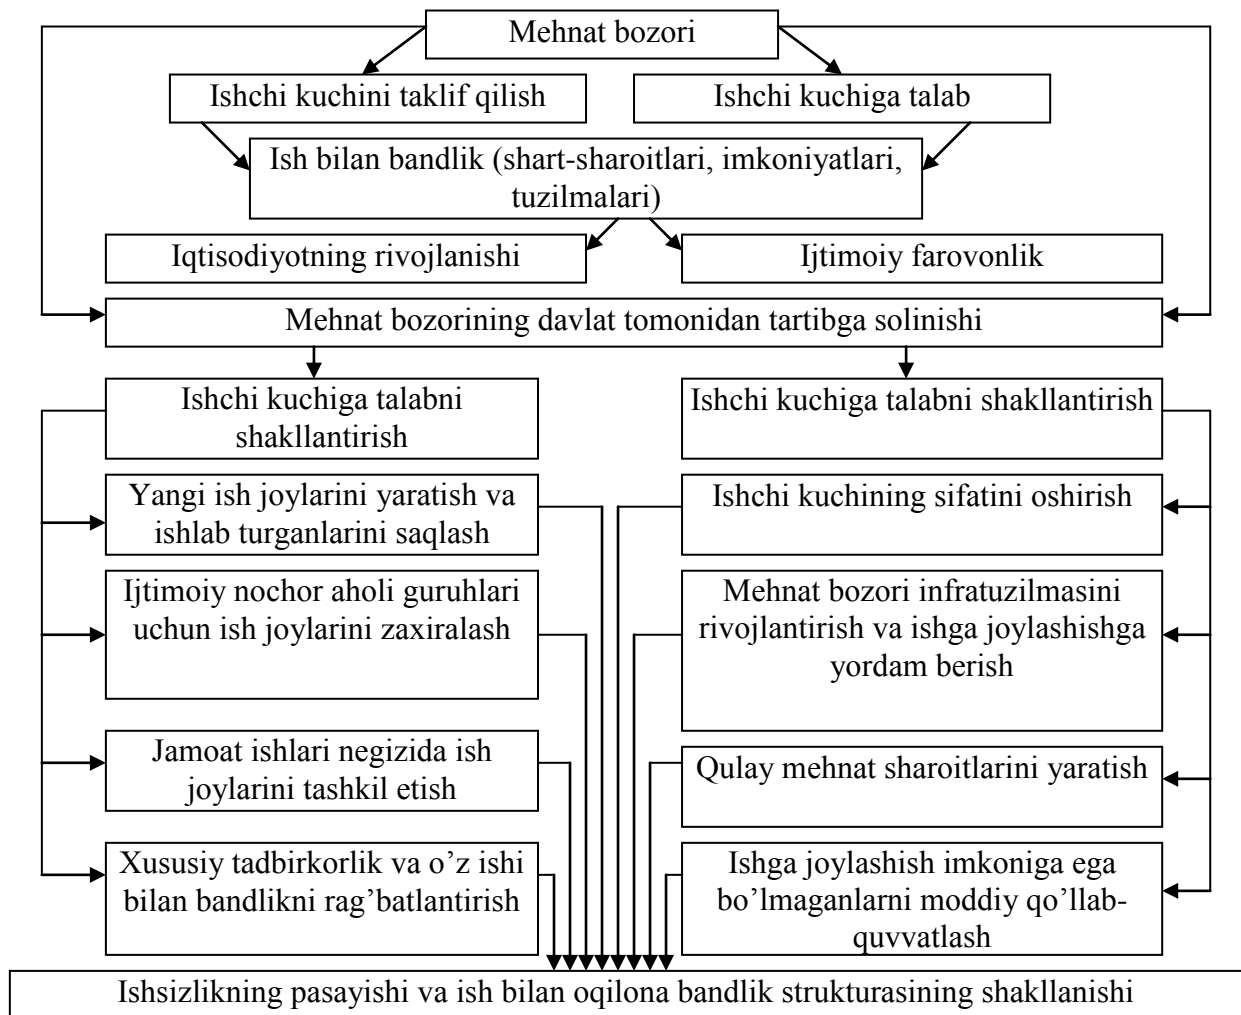 Mehnat bozori
Ishchi kuchini taklif qilish
Ishchi kuchiga talab
Ish bilan bandlik (shart-sharoitlari, imkoniyatlari,
tuzilmalari)
Iqtisodiyotning rivojlanishi
Ijtimoiy farovonlik
Mehnat bozorining davlat tomonidan tartibga solinishi
Ishchi kuchiga talabni
shakllantirish
Ishchi kuchiga talabni shakllantirish
Yangi ish joylarini yaratish va
ishlab turganlarini saqlash
Ishchi kuchining sifatini oshirish
Ijtimoiy nochor aholi guruhlari
uchun ish joylarini zaxiralash
Mehnat bozori infratuzilmasini
rivojlantirish va ishga joylashishga
yordam berish
Jamoat ishlari negizida ish
joylarini tashkil etish
Qulay mehnat sharoitlarini yaratish
Xususiy tadbirkorlik va o’z ishi
bilan bandlikni rag’batlantirish
Ishga joylashish imkoniga ega
bo’lmaganlarni moddiy qo’llab-
quvvatlash
Ishsizlikning pasayishi va ish bilan oqilona bandlik strukturasining shakllanishi